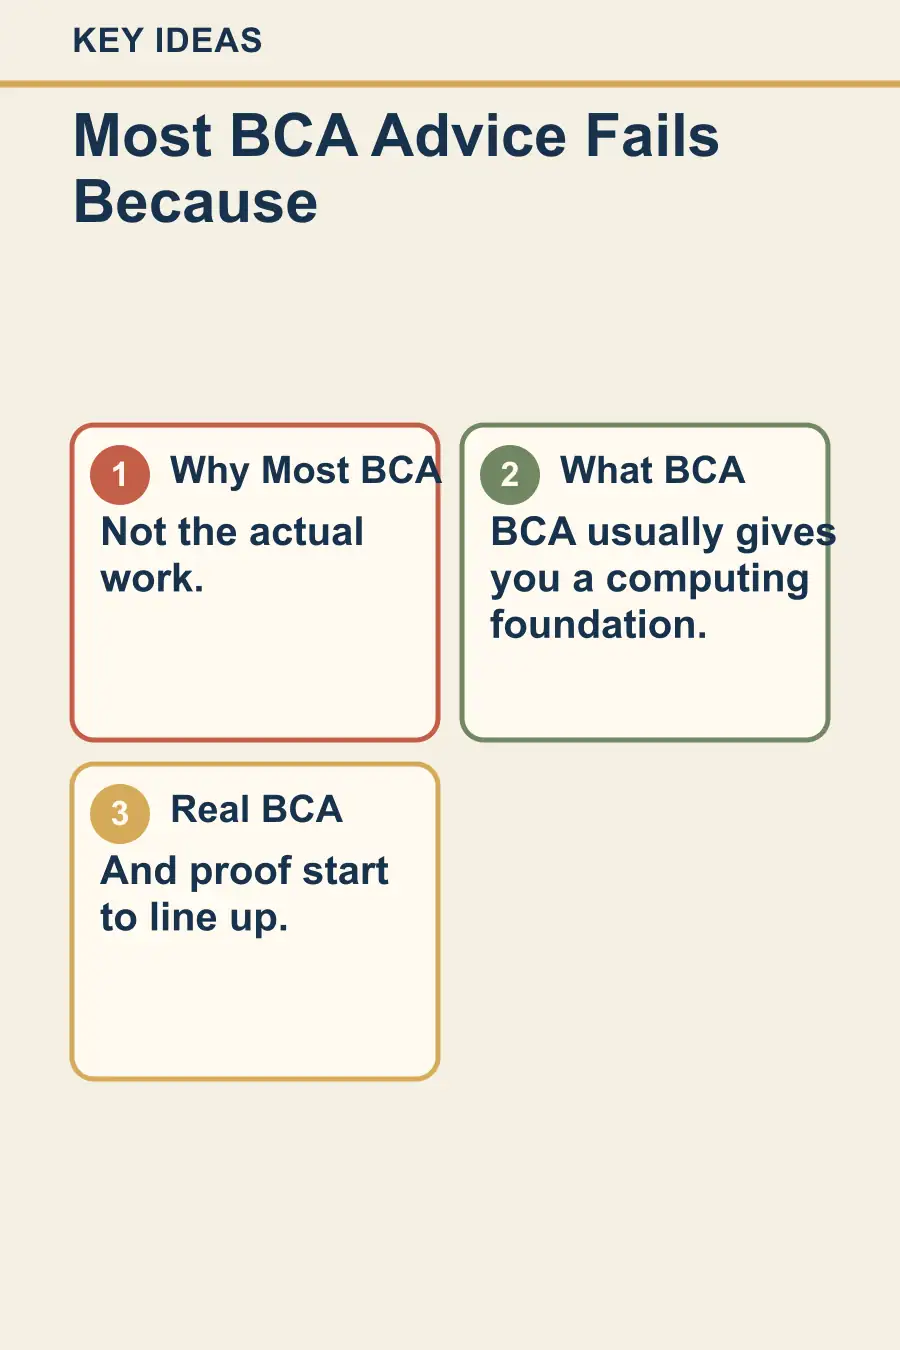 KEY IDEAS
Most BCA Advice Fails
Because
1 Why Most BCA
Not the actual
work.
2 What BCA
BCA usually gives
you a computing
foundation.
3 Real BCA
And proof start
to line up.